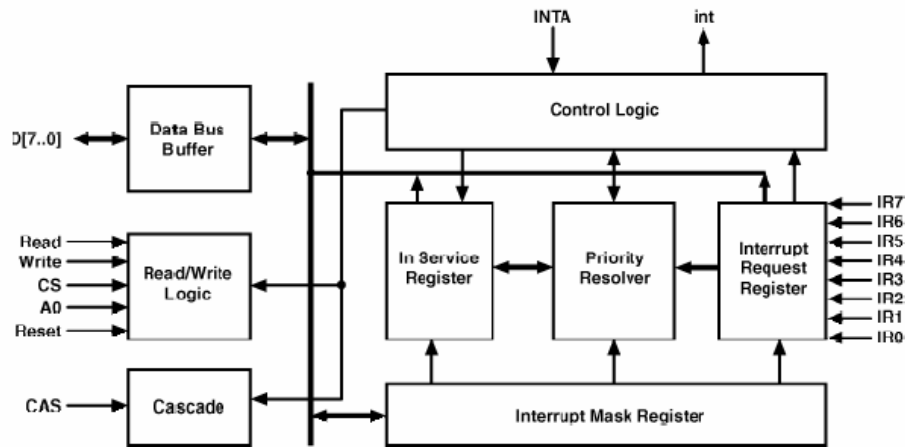 INTA
int
Control Logic
D[7..0]
Data Bus
Buffer
Read
Write
CS
A0
Reset
Read/Write
Logic
In Service
Register
Priority
Resolver
Interrupt
Request
Register
IR7
IR6
IR5
IR4
IR3
IR2
IR1
IR0
CAS
Cascade
Interrupt Mask Register